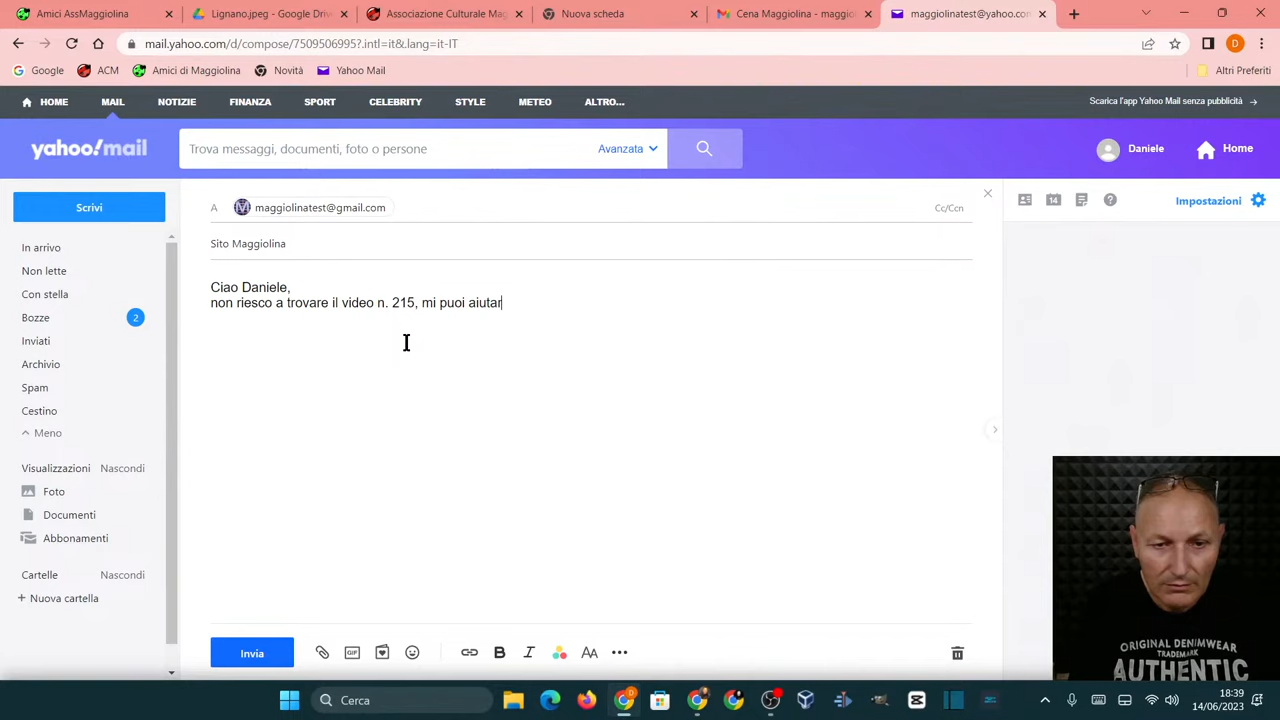 Amici AssMaggiolina
Lignano.jpeg - Google Driv
Associazione Culturale Mag
Nuova scheda
Cena Maggiolina - maggio
maggiolinatest@yahoo.com
mail.yahoo.com/d/compose/7509506995?.intl=it&.lang=it-IT
D
Google
ACM
Amici di Maggiolina
Novità
Yahoo Mail
Altri Preferiti
HOME
MAIL
NOTIZIE
FINANZA
SPORT
CELEBRITY
STYLE
METEO
ALTRO...
Scarica l'app Yahoo Mail senza pubblicità
yahoo!mail
Trova messaggi, documenti, foto o persone
Avanzata
Daniele
Home
Scrivi
A
maggiolinatest@gmail.com
Cc/Ccn
14
Impostazioni
Sito Maggiolina
In arrivo
Non lette
Con stella
Bozze
2
Inviati
Archivio
Spam
Cestino
Meno
Ciao Daniele,
non riesco a trovare il video n. 215, mi puoi aiutar
Visualizzazioni
Nascondi
Foto
Documenti
Abbonamenti
Cartelle
Nascondi
+ Nuova cartella
Invia
GIF
B
I
AA
ORIGINAL DENIMWEAR
TRADEMARK
AUTHENTIC
Cerca
18:39
14/06/2023